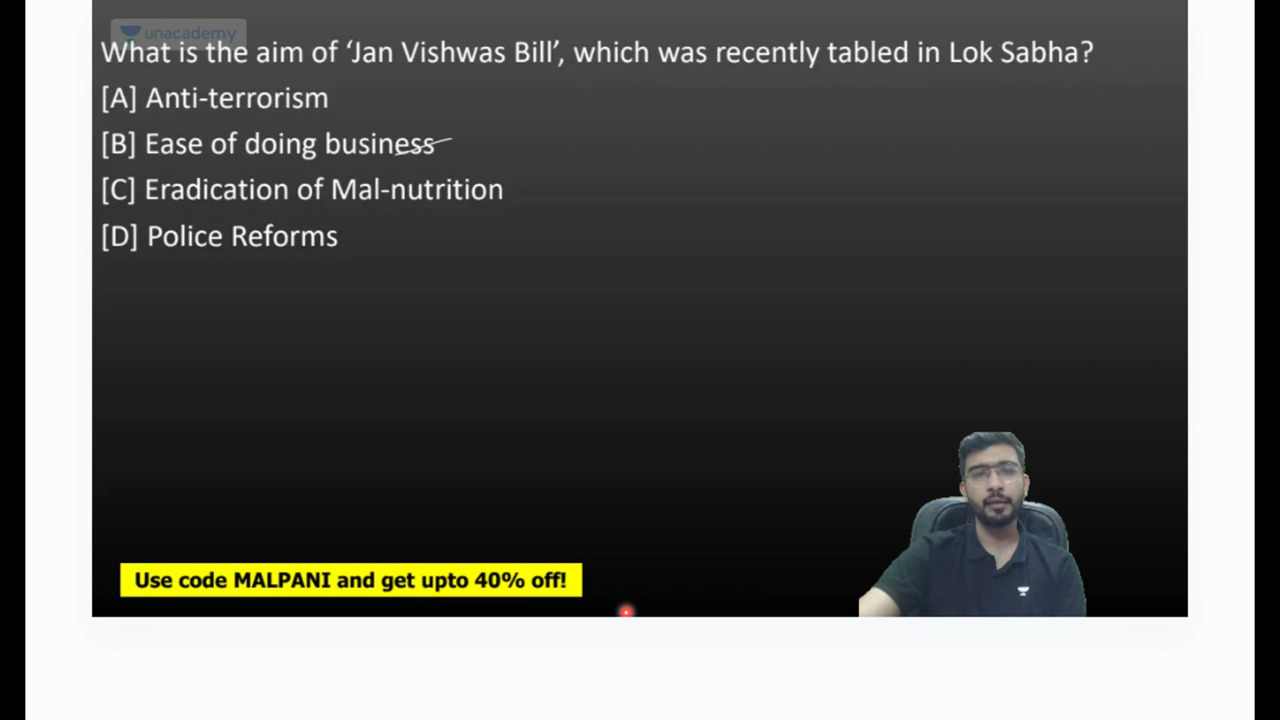 unacademy
What is the aim of ‘Jan Vishwas Bill’, which was recently tabled in Lok Sabha?
[A] Anti-terrorism
[B] Ease of doing business
[C] Eradication of Mal-nutrition
[D] Police Reforms
Use code MALPANI and get upto 40% off!